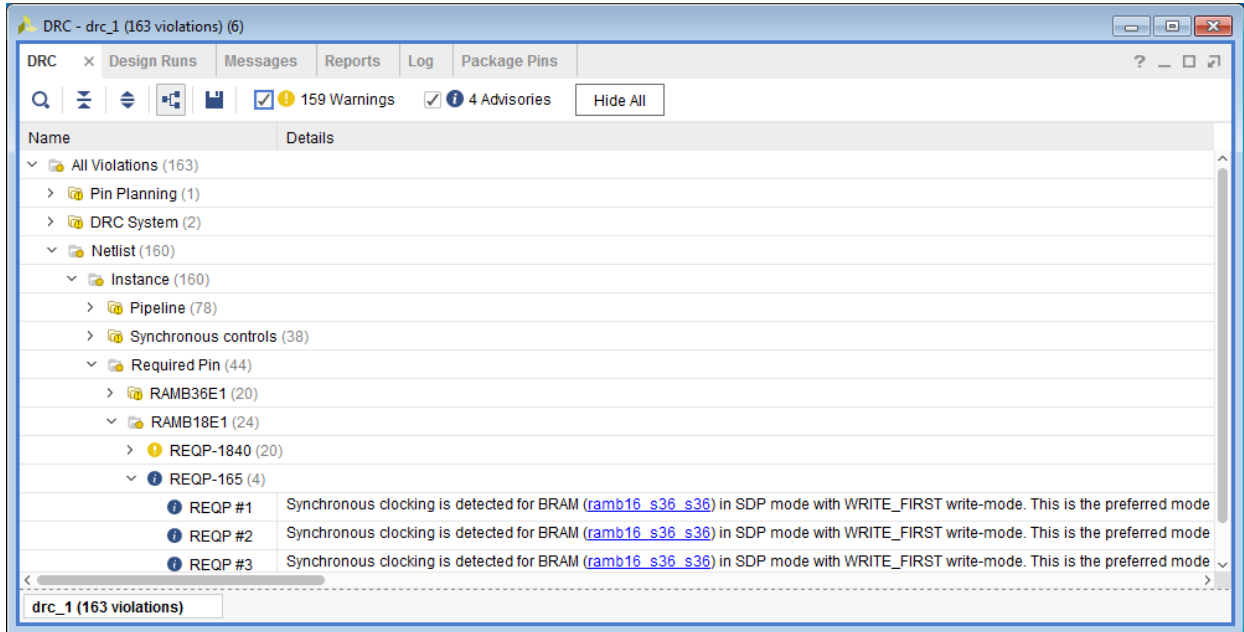 DRC - drc_1 (163 violations) (6)
DRC × Design Runs Messages Reports Log Package Pins ?
159 Warnings 4 Advisories Hide All
Name Details
All Violations (163)
Pin Planning (1)
DRC System (2)
Netlist (160)
Instance (160)
Pipeline (78)
Synchronous controls (38)
Required Pin (44)
RAMB36E1 (20)
RAMB18E1 (24)
REQP-1840 (20)
REQP-165 (4)
REQP #1 Synchronous clocking is detected for BRAM (ramb16_s36_s36) in SDP mode with WRITE_FIRST write-mode. This is the preferred mode
REQP #2 Synchronous clocking is detected for BRAM (ramb16_s36_s36) in SDP mode with WRITE_FIRST write-mode. This is the preferred mode
REQP #3 Synchronous clocking is detected for BRAM (ramb16_s36_s36) in SDP mode with WRITE_FIRST write-mode. This is the preferred mode
drc_1 (163 violations)